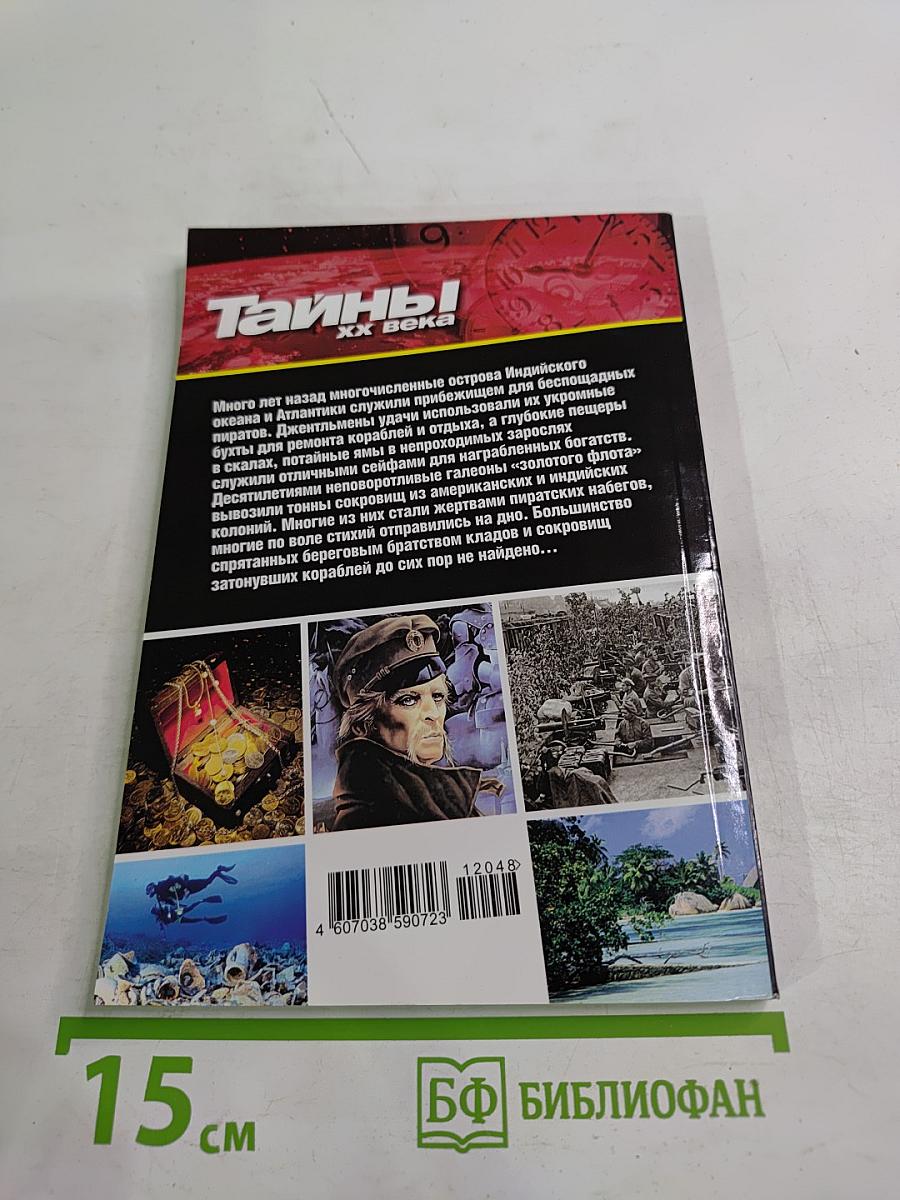 Тайны
XX века
Много лет назад многочисленные острова Индийского
океана и Атлантики служили прибежищем для беспощадных
пиратов. Джентльмены удачи использовали их укромные
бухты для ремонта кораблей и отдыха, а глубокие пещеры
в скалах, потайные ямы в непроходимых зарослях
служили отличными сейфами для награбленных богатств.
Десятилетиями неповоротливые галеоны «золотого флота»
вывозили тонны сокровищ из американских и индийских
колоний. Многие из них стали жертвами пиратских набегов,
многие по воле стихий отправились на дно. Большинство
спрятанных береговым братством кладов и сокровищ
затонувших кораблей до сих пор не найдено...
12048>
4 607038 590723
15 см
БФ БИБЛИОФАН